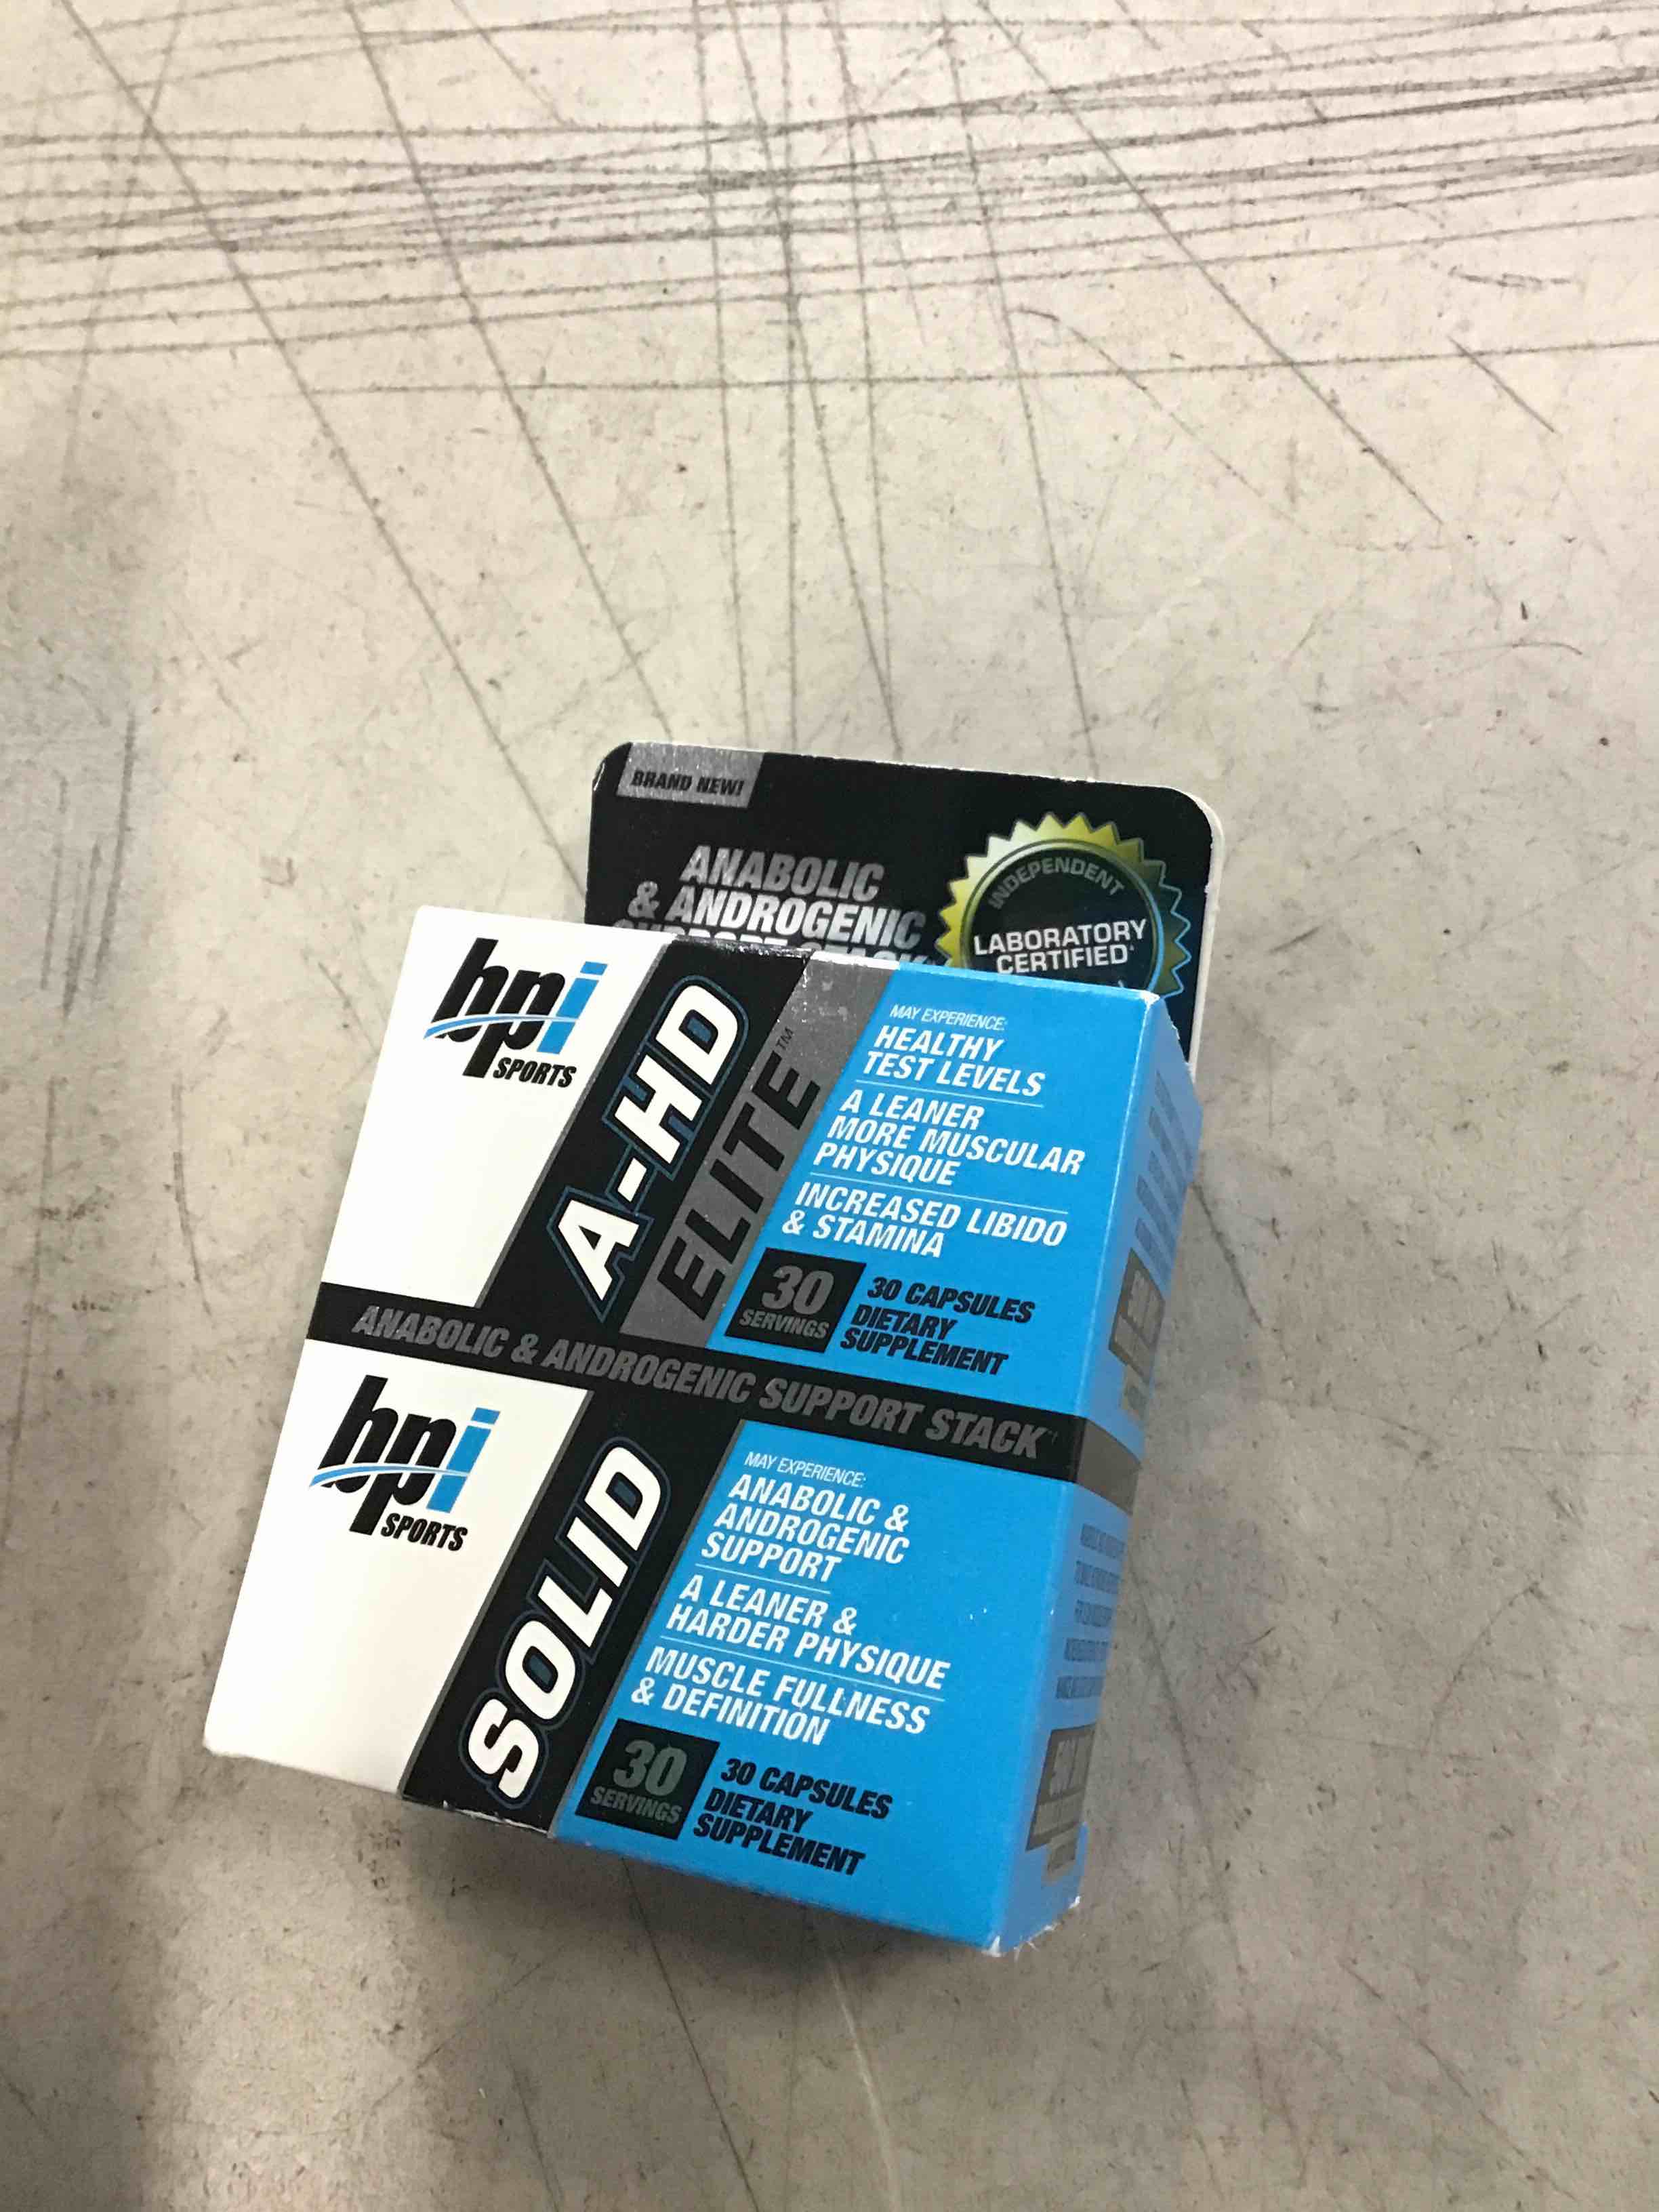 BRAND NEW!
ANABOLIC
& ANDROGENIC
INDEPENDENT
LABORATORY
CERTIFIED
bpi
SPORTS
A-HD
ELITE™
MAY EXPERIENCE:
HEALTHY
TEST LEVELS
A LEANER
MORE MUSCULAR
PHYSIQUE
INCREASED LIBIDO
& STAMINA
30
SERVINGS
30 CAPSULES
DIETARY
SUPPLEMENT
ANABOLIC & ANDROGENIC SUPPORT STACK
bpi
SPORTS
SOLID
MAY EXPERIENCE:
ANABOLIC &
ANDROGENIC
SUPPORT
A LEANER &
HARDER PHYSIQUE
MUSCLE FULLNESS
& DEFINITION
30
SERVINGS
30 CAPSULES
DIETARY
SUPPLEMENT